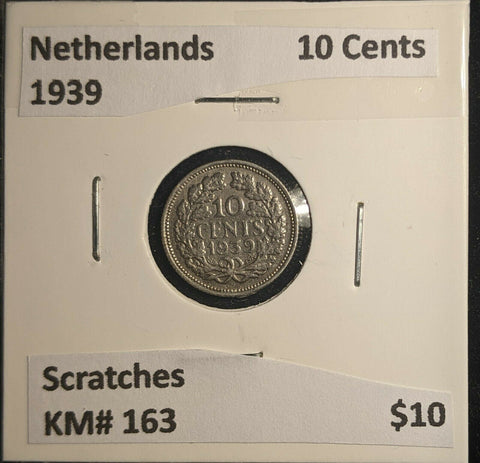 Netherlands 10 Cents
1939
10
CENTS
1939
Scratches
KM# 163 $10